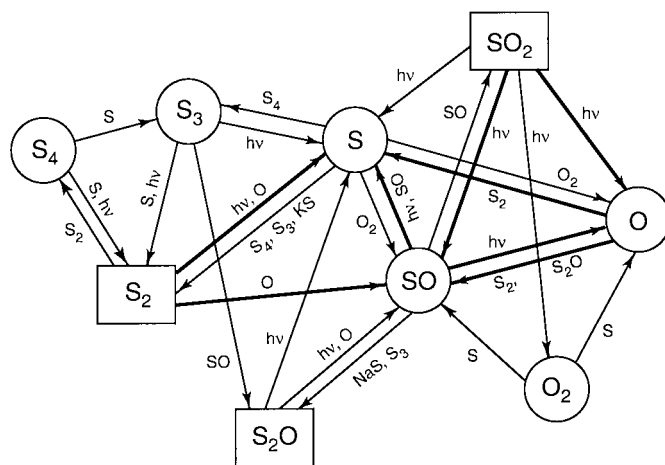 SO₂
hν
S₄
S
S₃
hν
SO
hν
hν
hν
S
S₄
S, hν
S₂
S, hν
hν, O
S₄, S₃, KS
O₂
hν, SO
S₂
O₂
O
hν
S₂, S₂O
S₂
O
SO
SO
hν
hν, O
NaS, S₃
S
S
O₂
S₂O